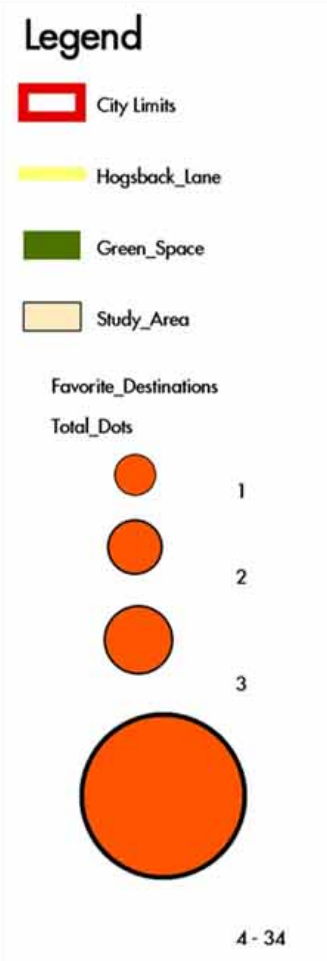 Legend
City Limits
Hogsback_Lane
Green_Space
Study_Area
Favorite_Destinations
Total_Dots
1
2
3
4 - 34